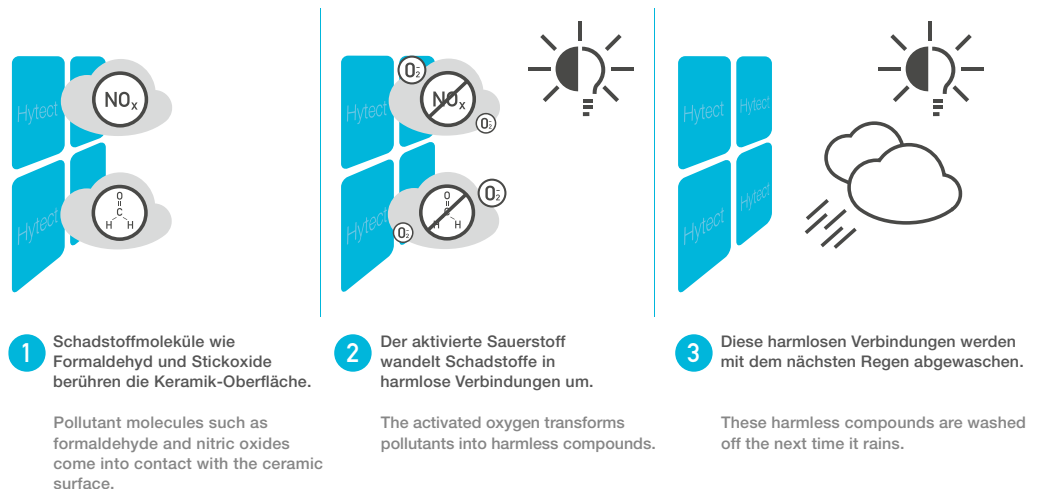 Hytect
Hytect
NOx
O
C
H H
Hytect
Hytect
O₂⁻
NOx
O₂⁻
O₂⁻
O
C
H H
O₂⁻
Hytect
Hytect
Hytect
Hytect
1
Schadstoffmoleküle wie
Formaldehyd und Stickoxide
berühren die Keramik-Oberfläche.
Pollutant molecules such as
formaldehyde and nitric oxides
come into contact with the ceramic
surface.
2
Der aktivierte Sauerstoff
wandelt Schadstoffe in
harmlose Verbindungen um.
The activated oxygen transforms
pollutants into harmless compounds.
3
Diese harmlosen Verbindungen werden
mit dem nächsten Regen abgewaschen.
These harmless compounds are washed
off the next time it rains.